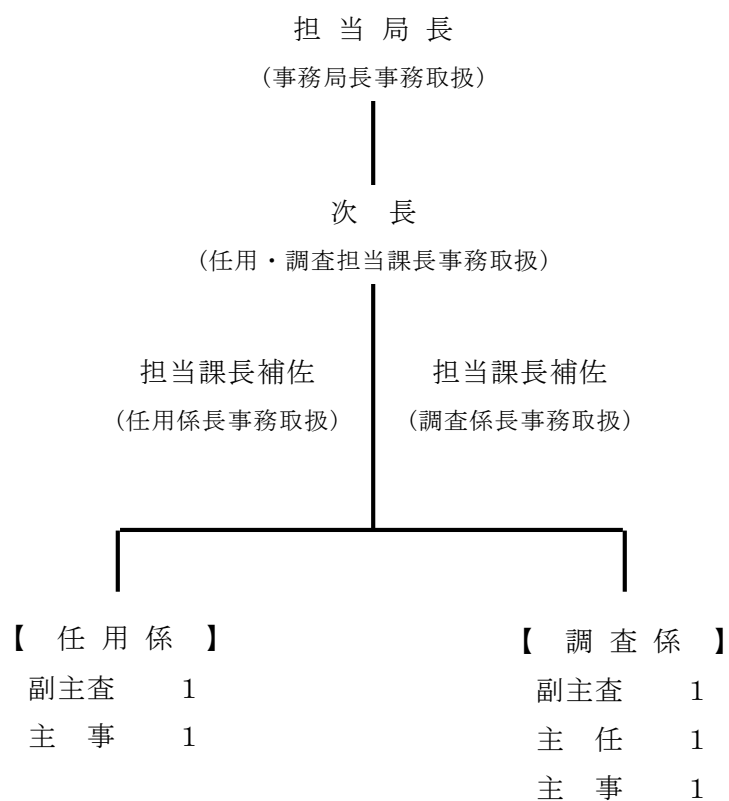 担当局長
(事務局長事務取扱)
次　長
(任用・調査担当課長事務取扱)
担当課長補佐
(任用係長事務取扱)
担当課長補佐
(調査係長事務取扱)
【　任用係　】
副主査　1
主　事　1
【　調査係　】
副主査　1
主　任　1
主　事　1